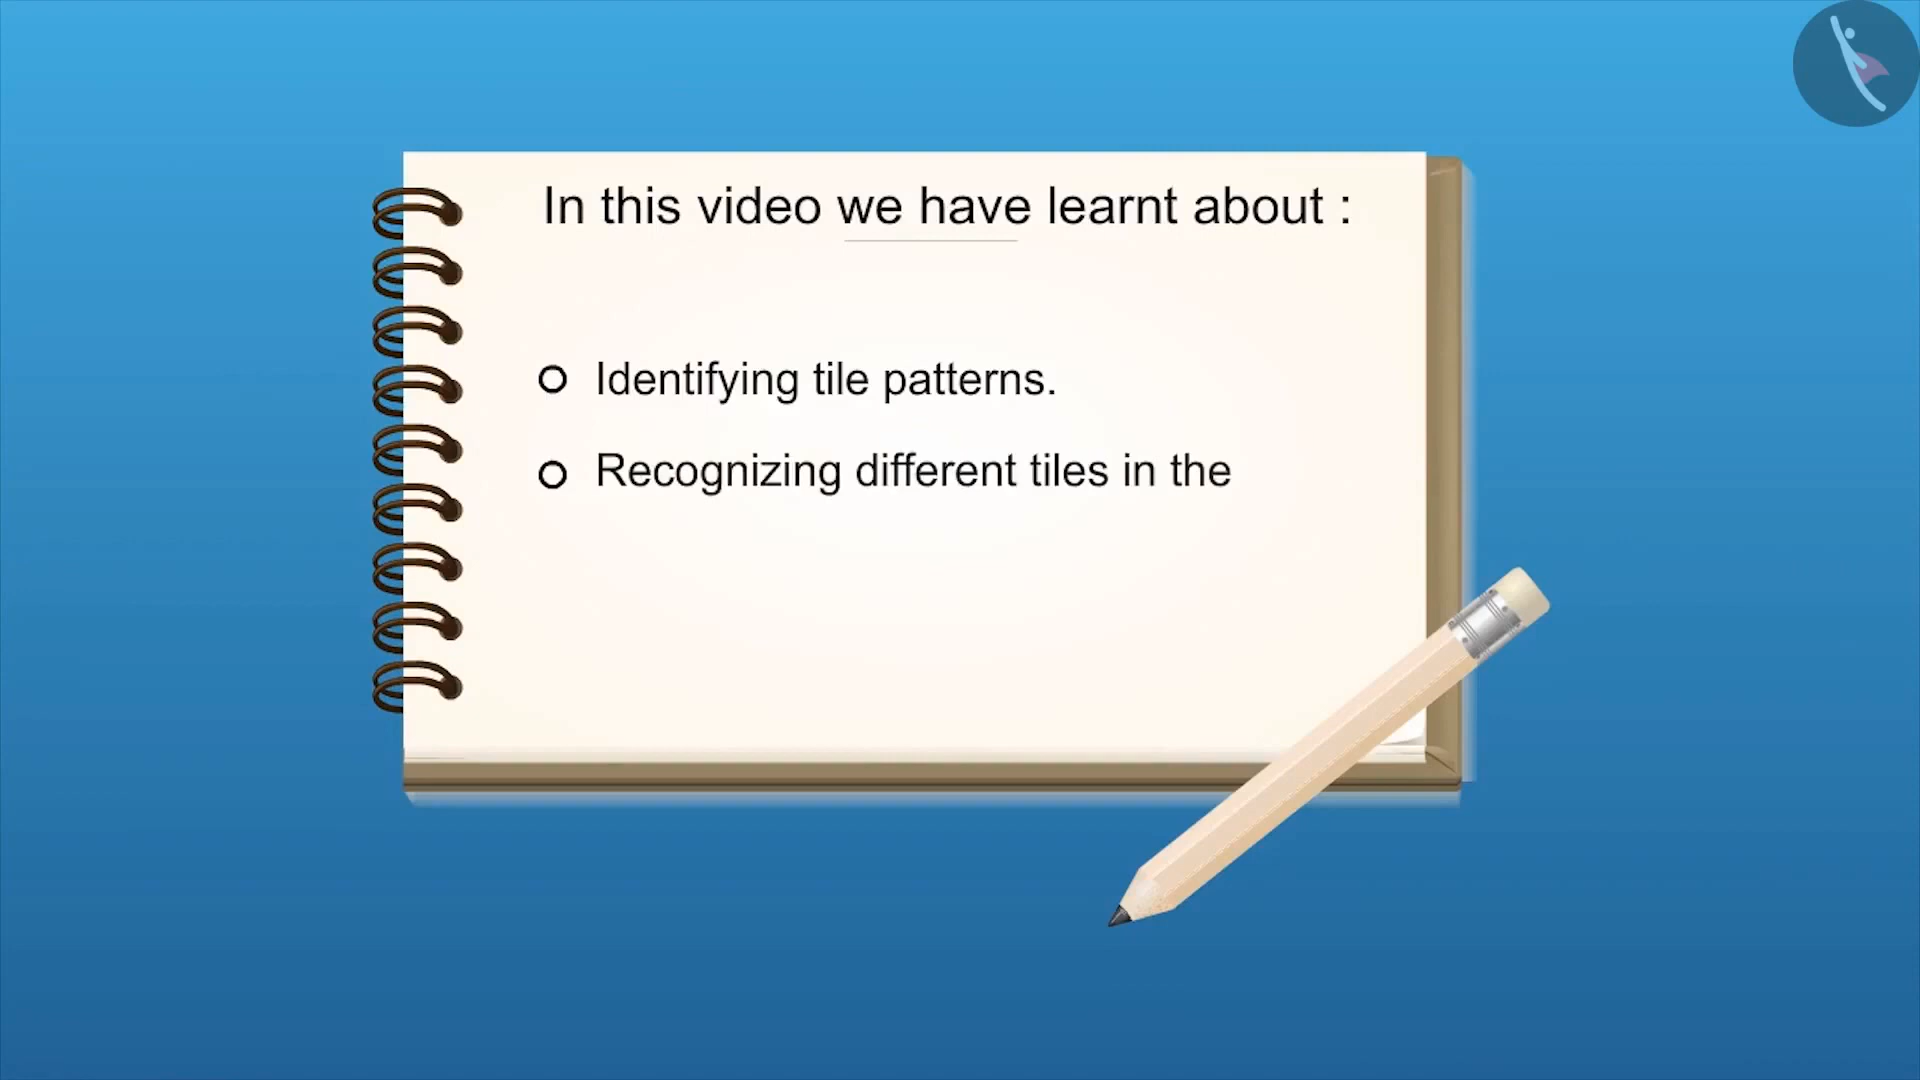 In this video we have learnt about :
Identifying tile patterns.
Recognizing different tiles in the